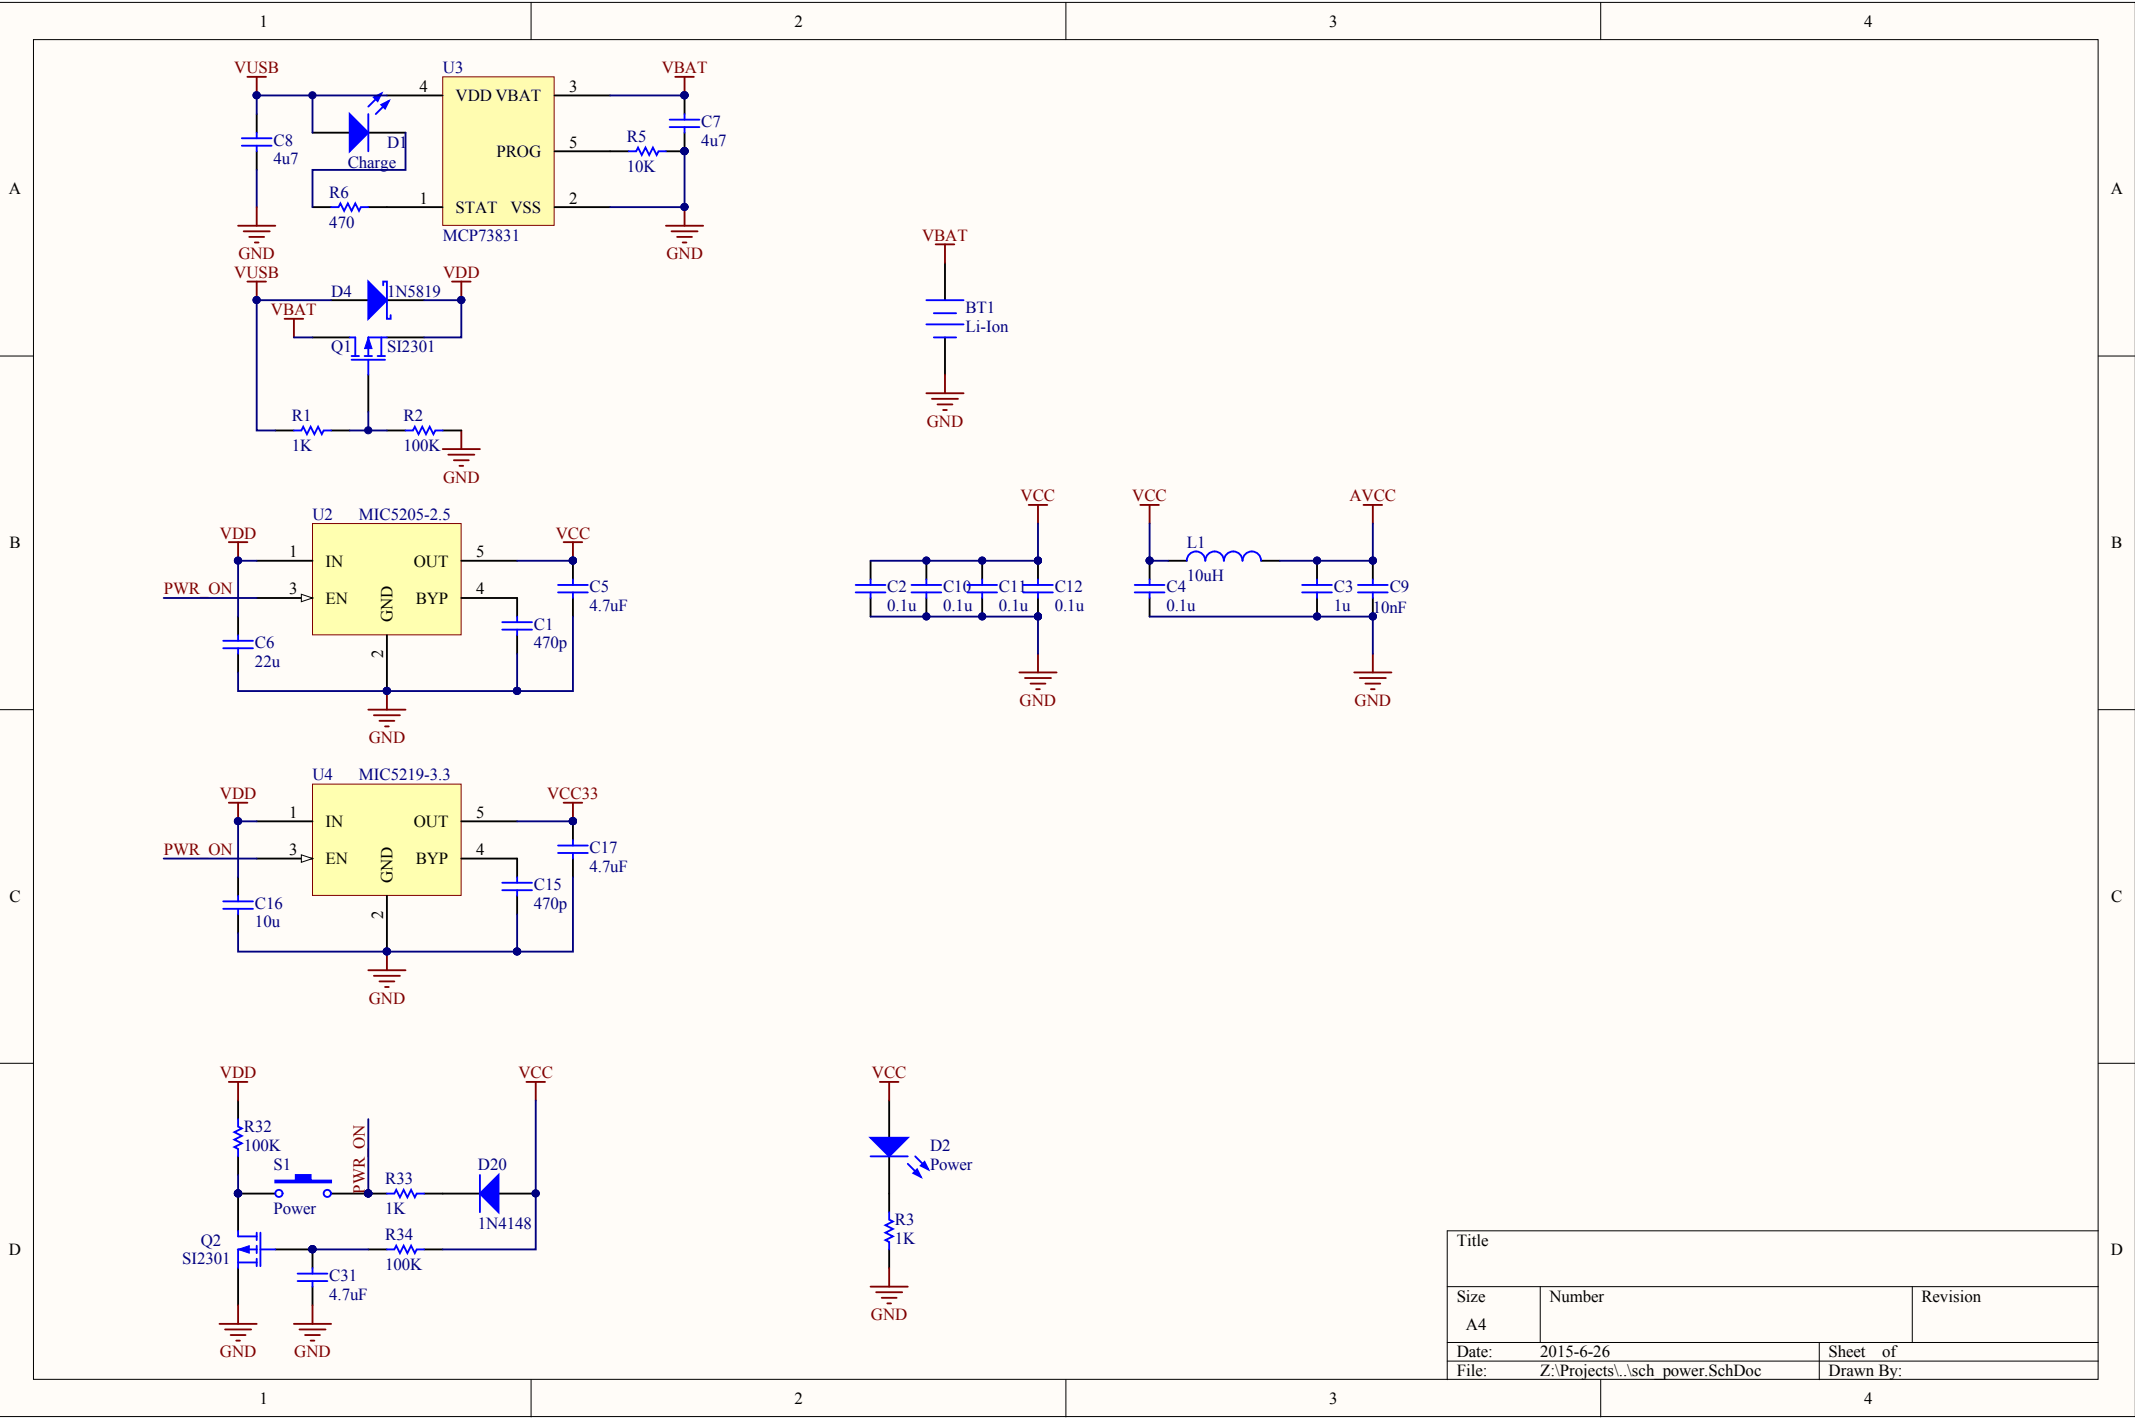 1 2 3 4
A
B
C
D
A
B
C
D
VUSB
C8
4u7
GND
D1
Charge
R6
470
U3
4 VDD VBAT 3
PROG 5
1 STAT VSS 2
MCP73831
VBAT
C7
4u7
R5
10K
GND
VUSB
VDD
D4 1N5819
VBAT
Q1 SI2301
R1
1K
R2
100K
GND
VBAT
BT1
Li-Ion
GND
U2 MIC5205-2.5
VDD
VCC
1 IN OUT 5
PWR_ON 3 EN BYP 4
GND
2
C5
4.7uF
C1
470p
C6
22u
GND
VCC
C2 C10 C11 C12
0.1u 0.1u 0.1u 0.1u
GND
VCC AVCC
L1
10uH
C4
0.1u
C3
1u
C9
10nF
GND
U4 MIC5219-3.3
VDD
VCC33
1 IN OUT 5
PWR_ON 3 EN BYP 4
GND
2
C17
4.7uF
C15
470p
C16
10u
GND
VDD
VCC
R32
100K
S1
Power
PWR_ON
R33
1K
D20
1N4148
Q2
SI2301
R34
100K
C31
4.7uF
GND GND
VCC
D2
Power
R3
1K
GND
Title
Size Number Revision
A4
Date: 2015-6-26 Sheet of
File: Z:\Projects\..\sch_power.SchDoc Drawn By:
1 2 3 4